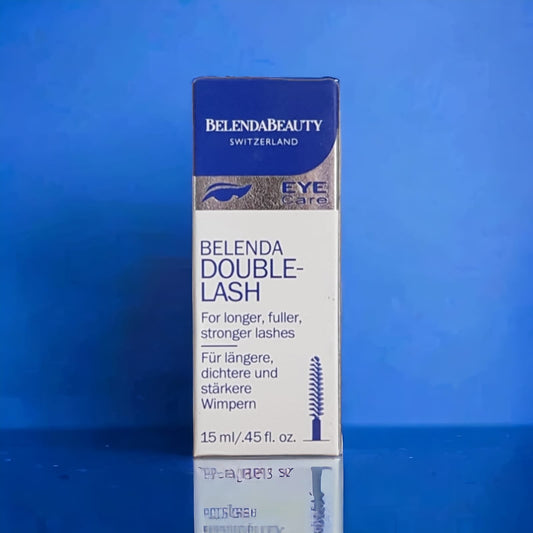 BELENDABEAUTY
SWITZERLAND
EYE
Care
BELENDA
DOUBLE-
LASH
For longer, fuller,
stronger lashes
Für längere,
dichtere und
stärkere
Wimpern
15 ml/.45 fl. oz.